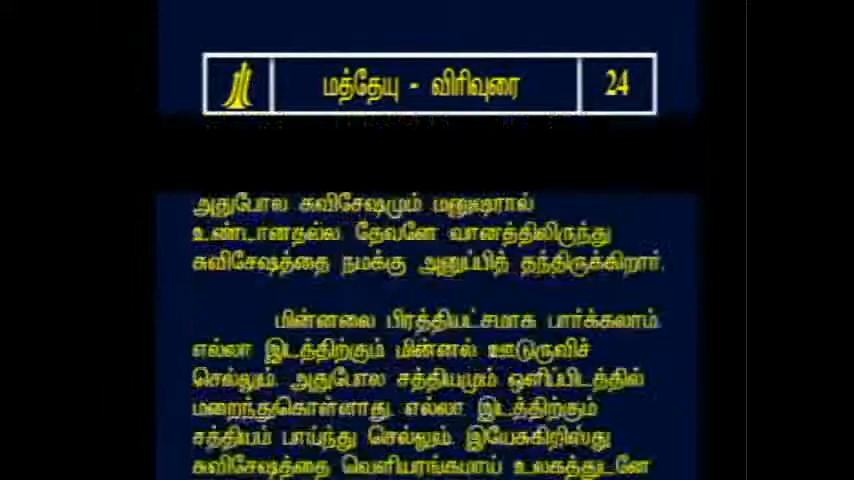 மத்தேயு - விரிவுரை 24
அதுபோல சுவிசேஷமும் மனுஷரால்
உண்டானதல்ல தேவனே வானத்திலிருந்து
சுவிசேஷத்தை நமக்கு அனுப்பித் தந்திருக்கிறார்.
மின்னலை பிரத்தியட்சமாக பார்க்கலாம்.
எல்லா இடத்திற்கும் மின்னல் ஊடுருவிச்
செல்லும். அதுபோல சத்தியமும் ஒளிப்பிடத்தில்
மறைந்துகொள்ளாது. எல்லா இடத்திற்கும்
சத்தியம் பாய்ந்து செல்லும். இயேசுகிறிஸ்து
சுவிசேஷத்தை வெளியரங்கமாய் உலகத்துடனே